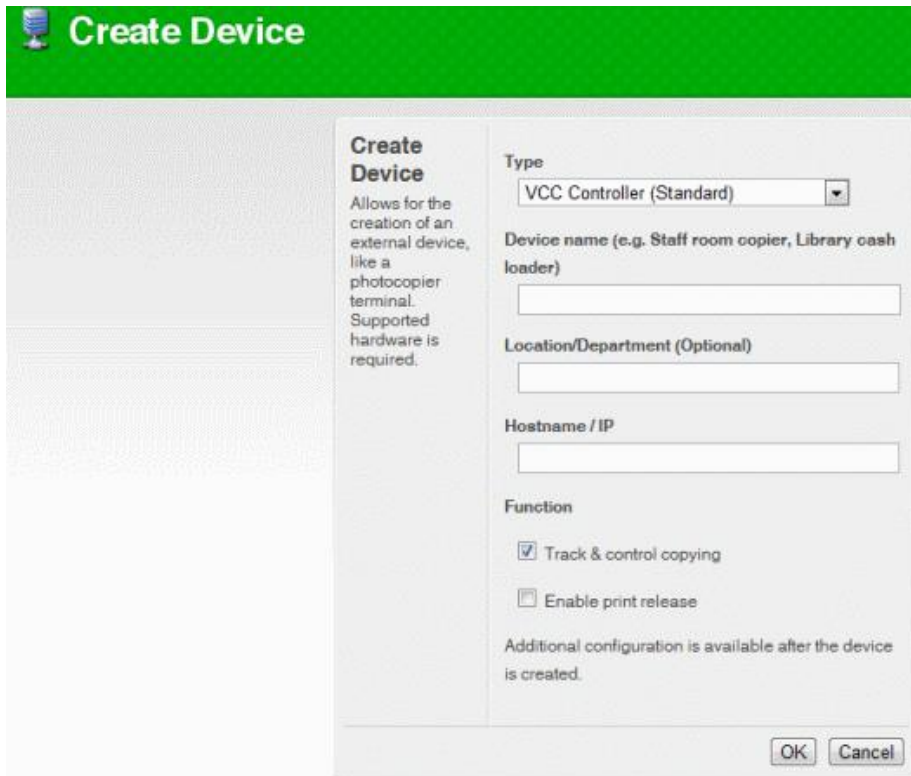 Create Device
Create
Device
Allows for the
creation of an
external device,
like a
photocopier
terminal.
Supported
hardware is
required.
Type
VCC Controller (Standard)
Device name (e.g. Staff room copier, Library cash
loader)
Location/Department (Optional)
Hostname / IP
Function
Track & control copying
Enable print release
Additional configuration is available after the device
is created.
OK Cancel